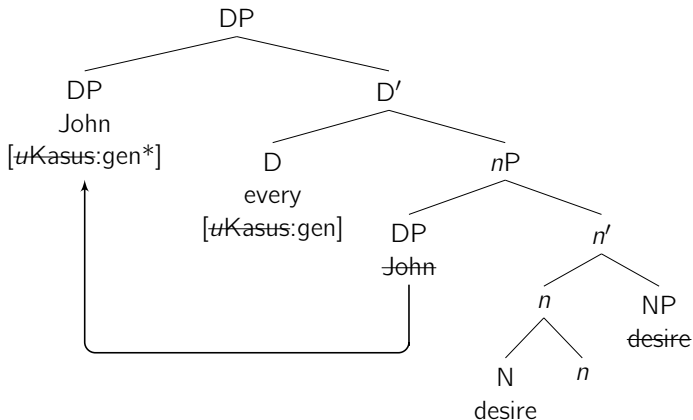 DP
DP
D′
John
[uKasus:gen*]
D
nP
every
[uKasus:gen]
DP
n′
John
n
NP
desire
N
n
desire